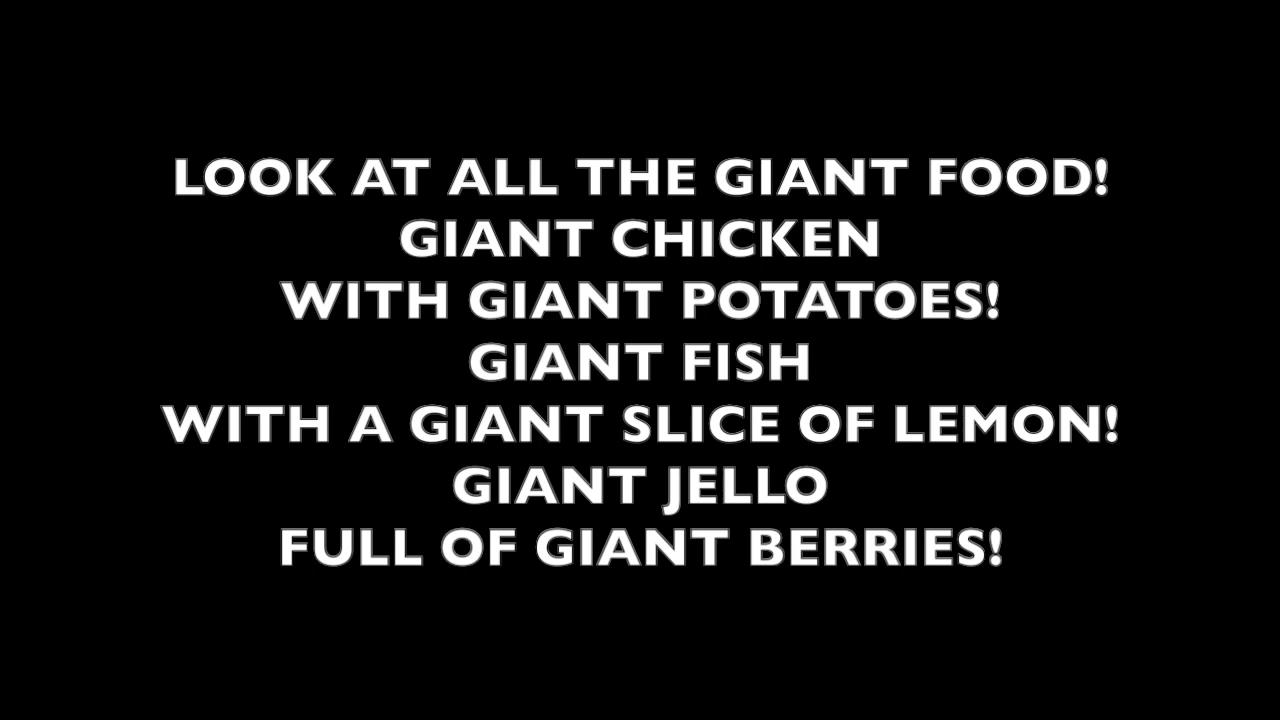 LOOK AT ALL THE GIANT FOOD!
GIANT CHICKEN
WITH GIANT POTATOES!
GIANT FISH
WITH A GIANT SLICE OF LEMON!
GIANT JELLO
FULL OF GIANT BERRIES!